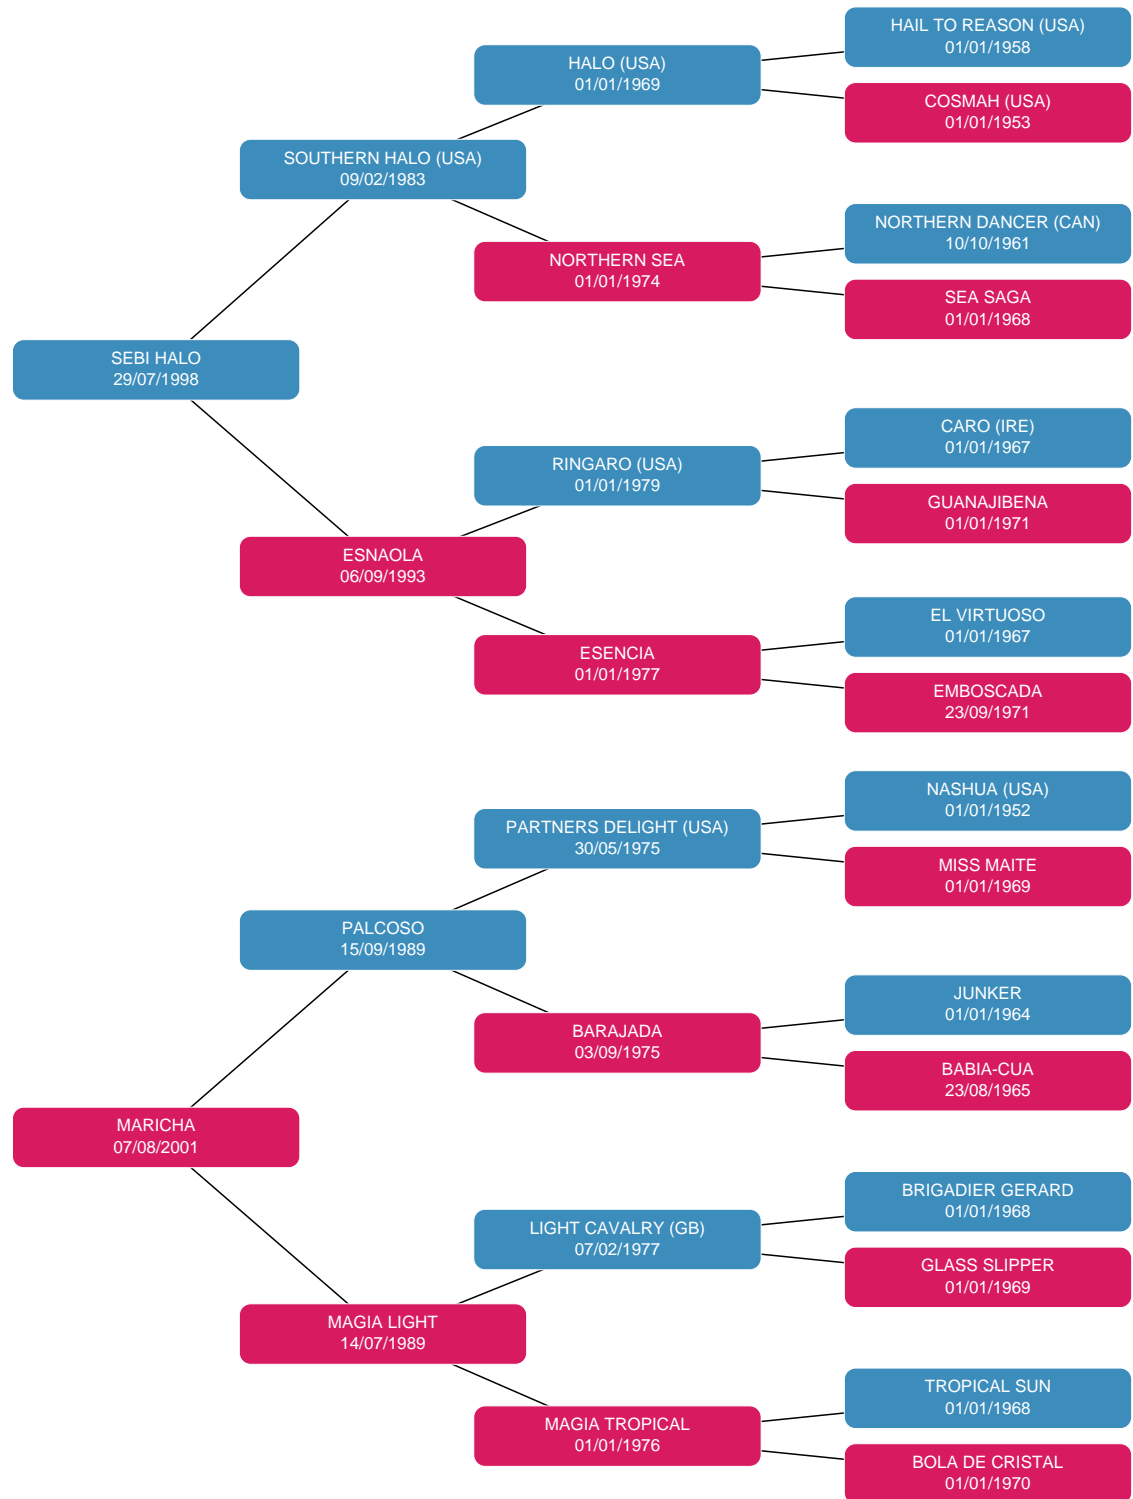 HAIL TO REASON (USA)
01/01/1958
HALO (USA)
01/01/1969
COSMAH (USA)
01/01/1953
SOUTHERN HALO (USA)
09/02/1983
NORTHERN DANCER (CAN)
10/10/1961
NORTHERN SEA
01/01/1974
SEA SAGA
01/01/1968
SEBI HALO
29/07/1998
CARO (IRE)
01/01/1967
RINGARO (USA)
01/01/1979
GUANAJIBENA
01/01/1971
ESNAOLA
06/09/1993
EL VIRTUOSO
01/01/1967
ESENCIA
01/01/1977
EMBOSCADA
23/09/1971
NASHUA (USA)
01/01/1952
PARTNERS DELIGHT (USA)
30/05/1975
MISS MAITE
01/01/1969
PALCOSO
15/09/1989
JUNKER
01/01/1964
BARAJADA
03/09/1975
BABIA-CUA
23/08/1965
MARICHA
07/08/2001
BRIGADIER GERARD
01/01/1968
LIGHT CAVALRY (GB)
07/02/1977
GLASS SLIPPER
01/01/1969
MAGIA LIGHT
14/07/1989
TROPICAL SUN
01/01/1968
MAGIA TROPICAL
01/01/1976
BOLA DE CRISTAL
01/01/1970